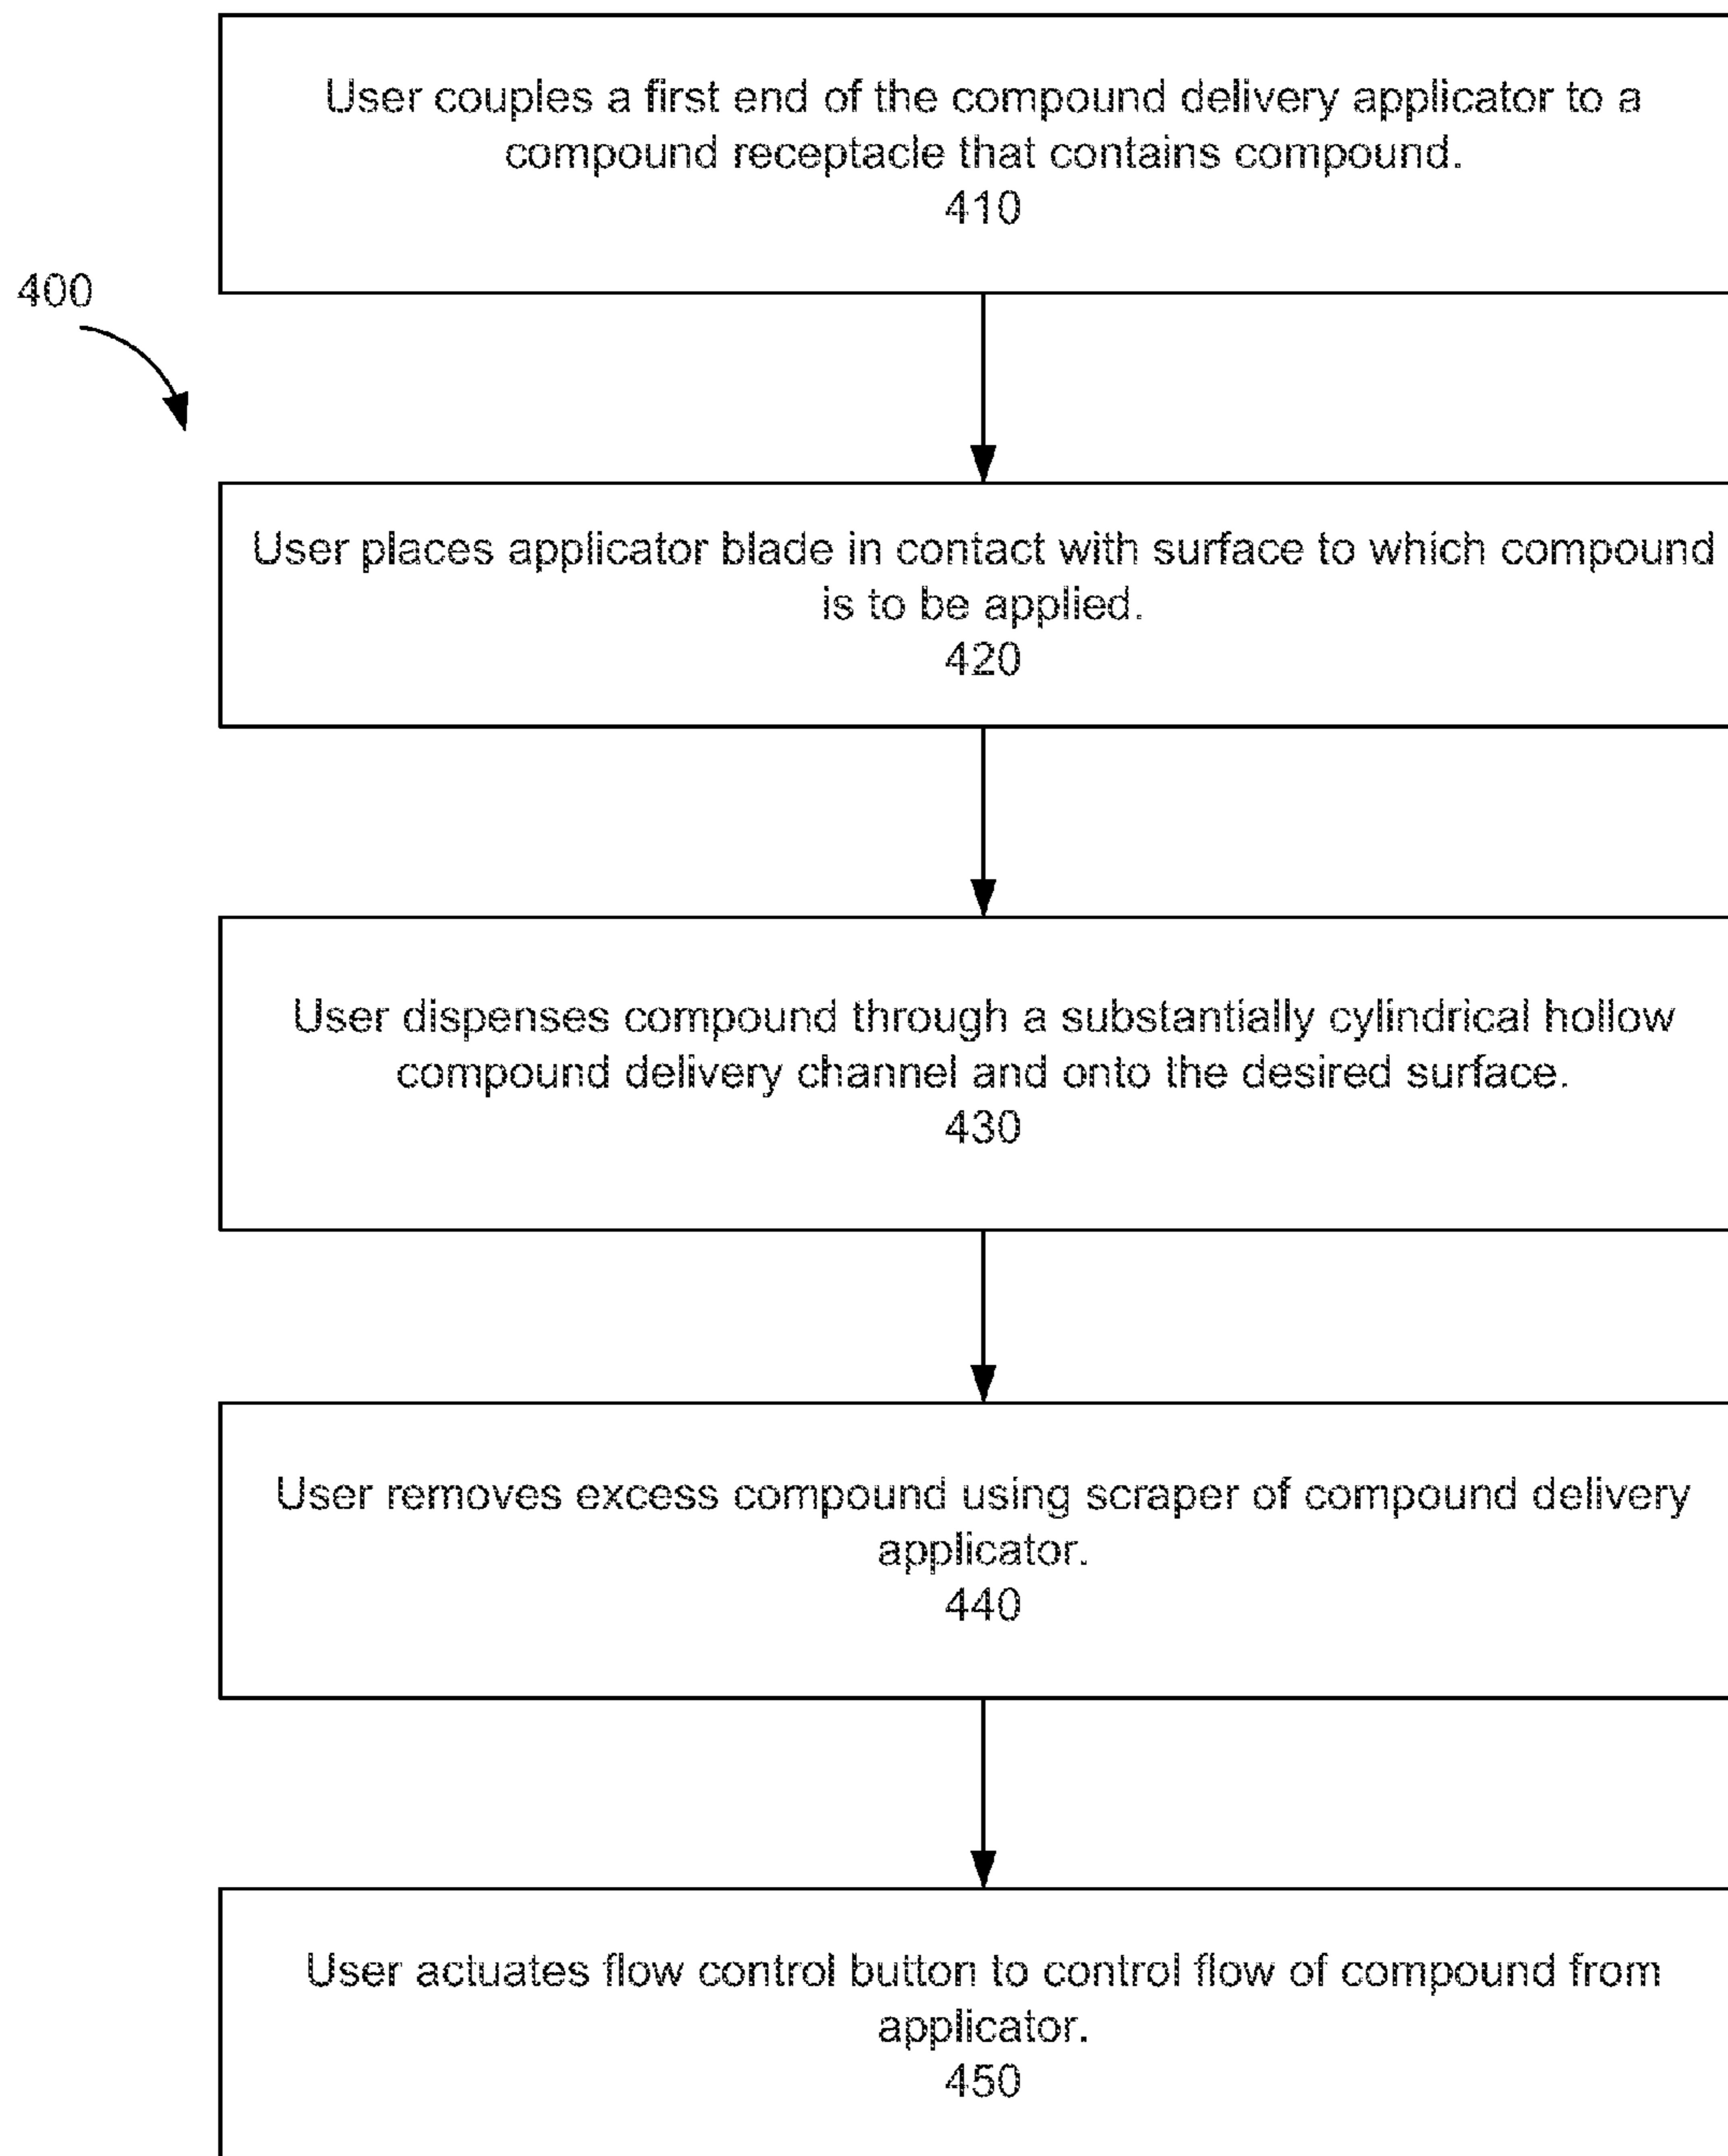 User couples a first end of the compound delivery applicator to a
compound receptacle that contains compound.
410
400
User places applicator blade in contact with surface to which compound
is to be applied.
420
User dispenses compound through a substantially cylindrical hollow
compound delivery channel and onto the desired surface.
430
User removes excess compound using scraper of compound delivery
applicator.
440
User actuates flow control button to control flow of compound from
applicator.
450